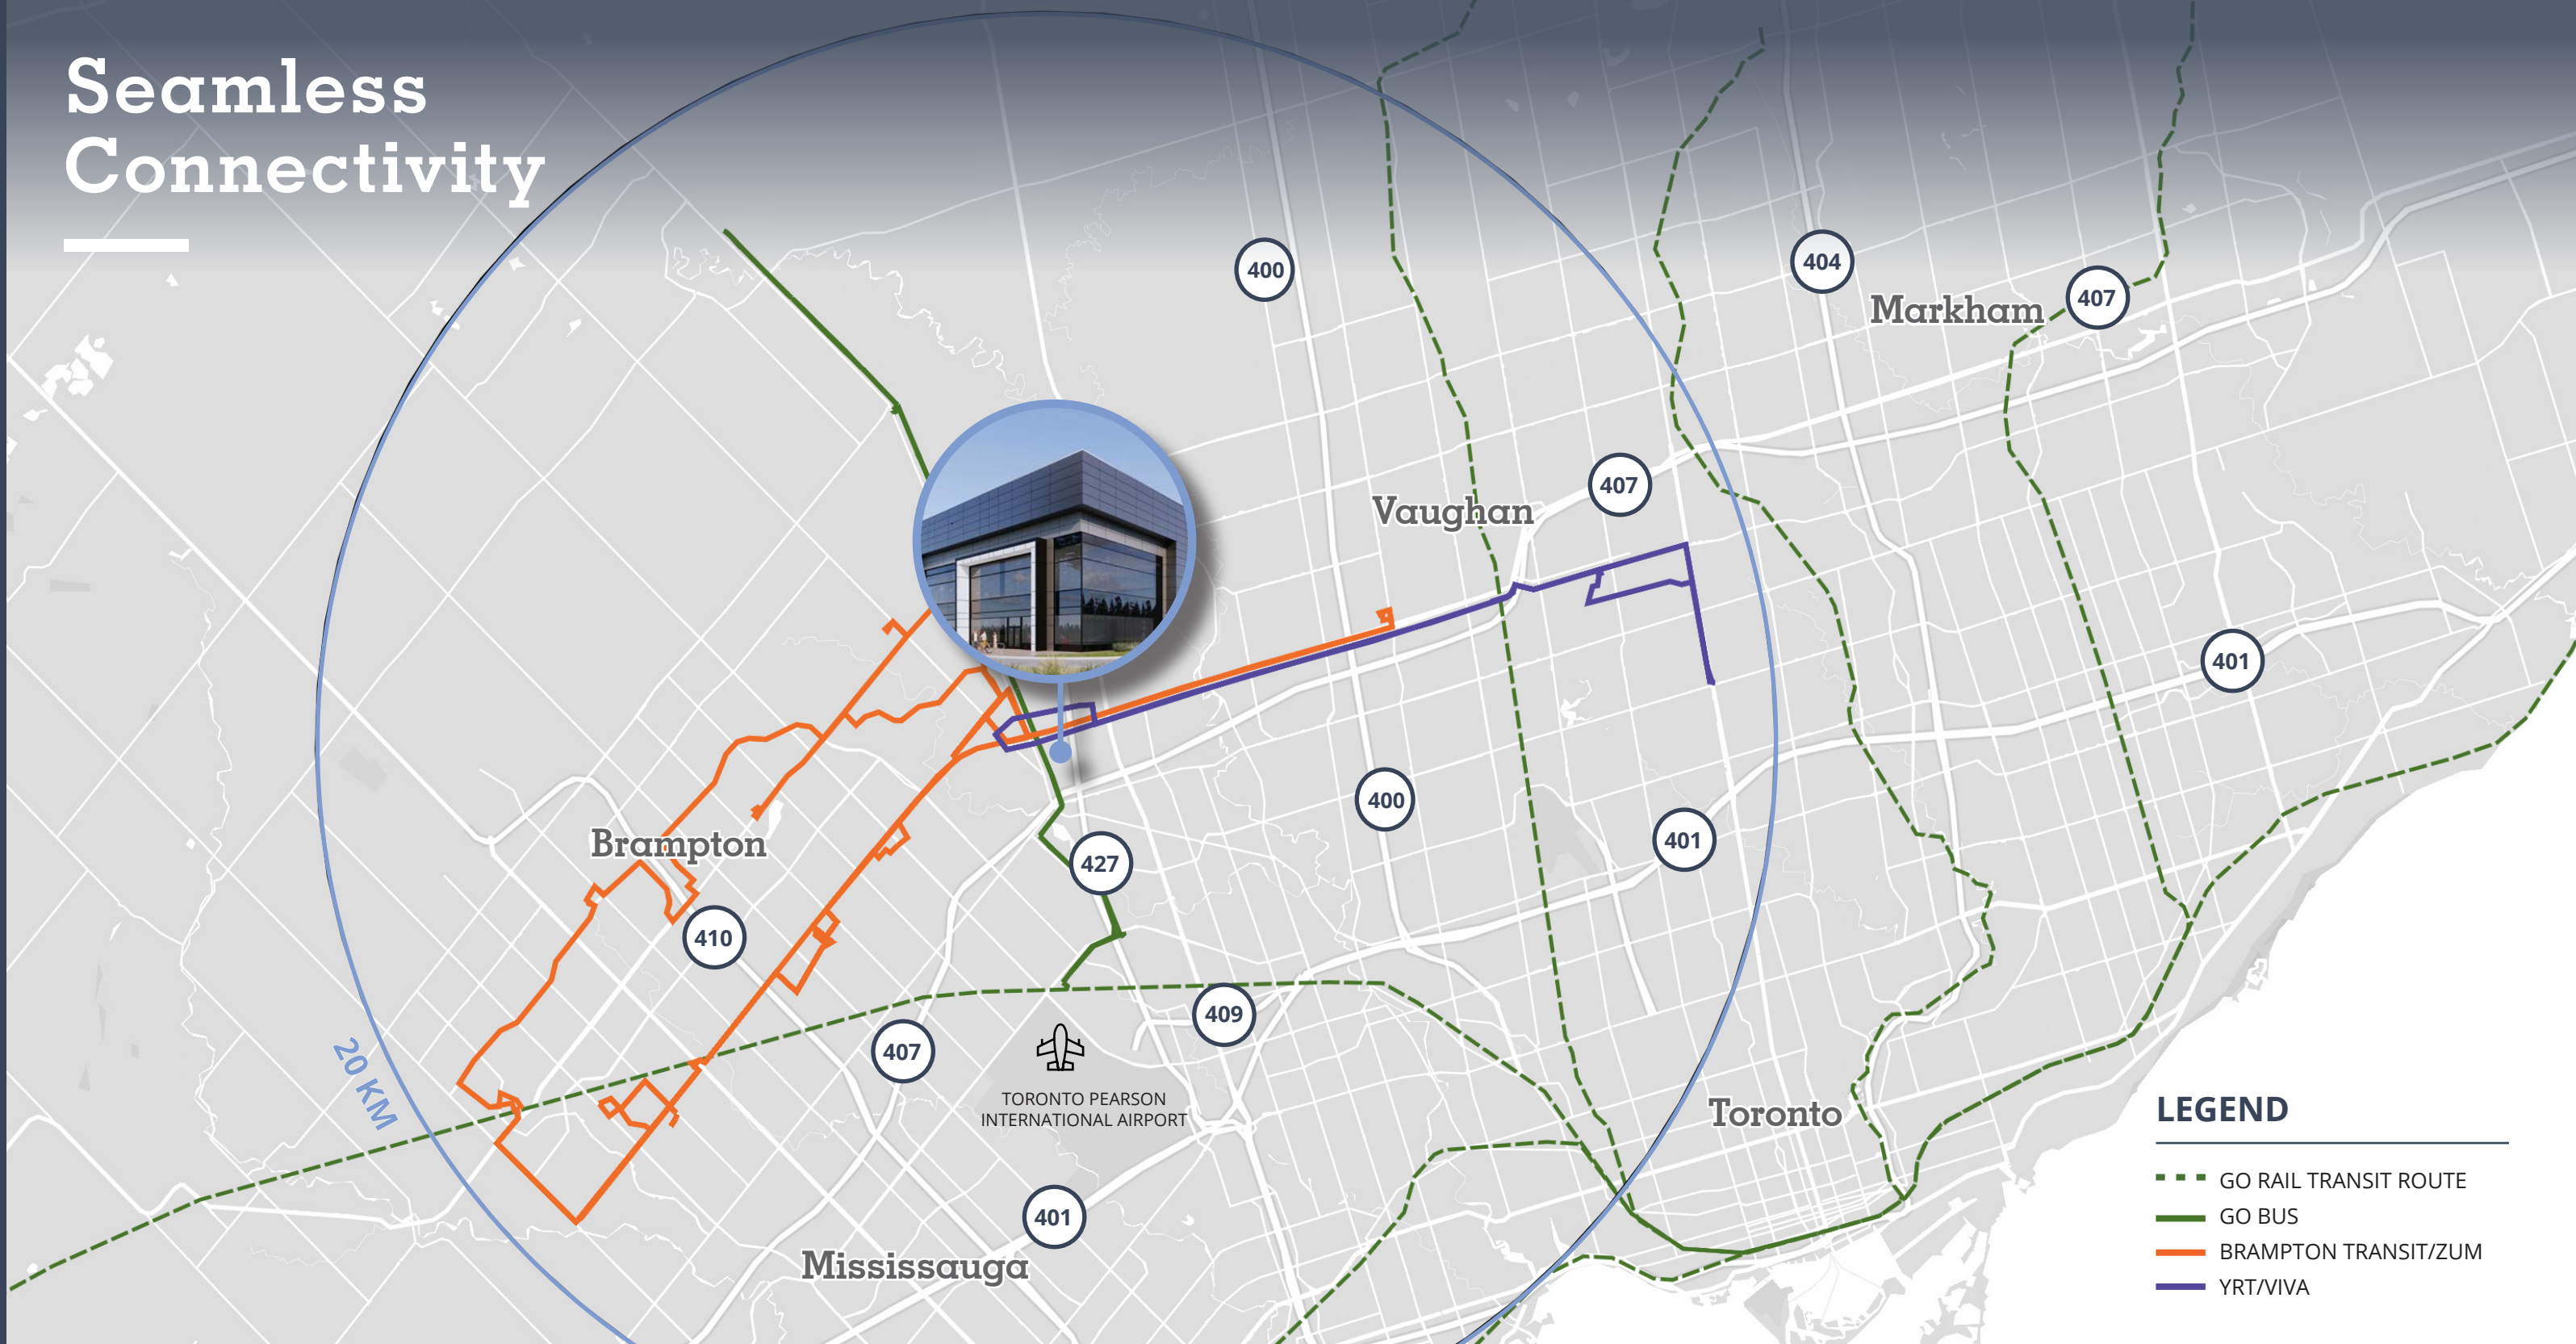 Seamless
Connectivity
400
404
Markham
407
407
Vaughan
401
400
401
Brampton
427
410
409
407
20 KM
TORONTO PEARSON
INTERNATIONAL AIRPORT
Toronto
401
Mississauga
LEGEND
GO RAIL TRANSIT ROUTE
GO BUS
BRAMPTON TRANSIT/ZUM
YRT/VIVA